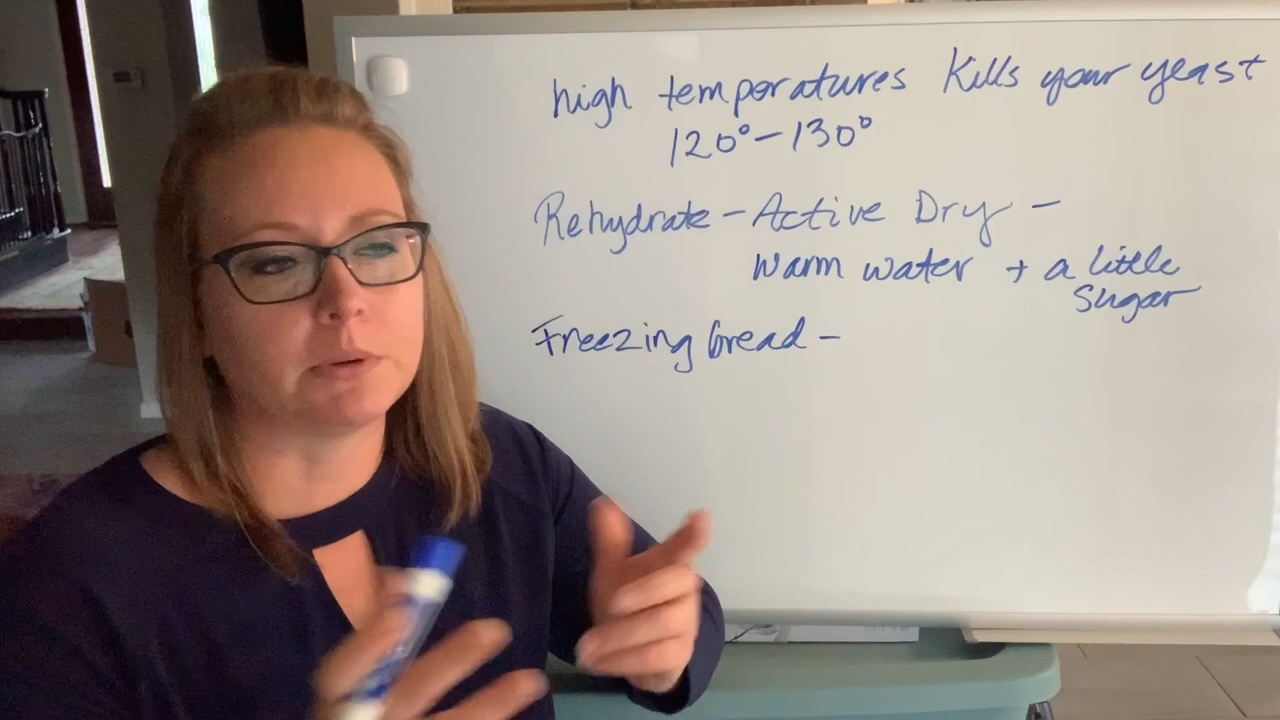 high temperatures Kills your yeast
120°-130°
Rehydrate - Active Dry -
Warm water + a little
Sugar
Freezing bread -